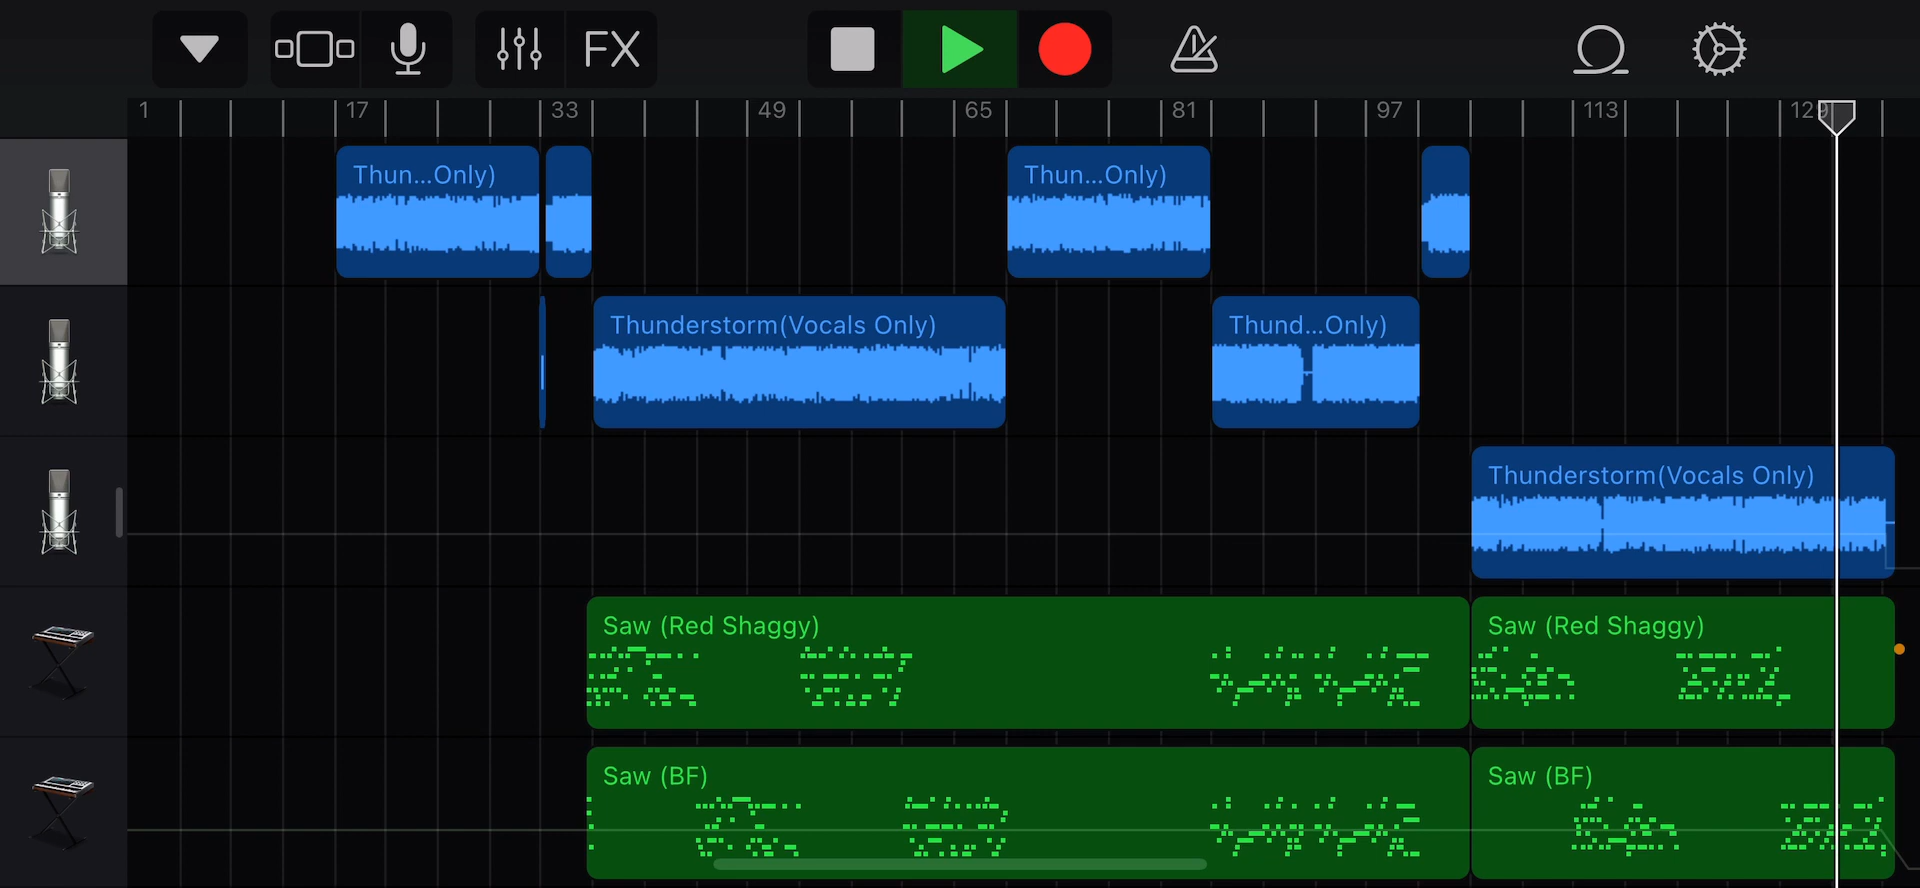 FX
1 17 33 49 65 81 97 113 129
Thun...Only)
Thun...Only)
Thunderstorm(Vocals Only)
Thund...Only)
Thunderstorm(Vocals Only)
Saw (Red Shaggy)
Saw (Red Shaggy)
Saw (BF)
Saw (BF)